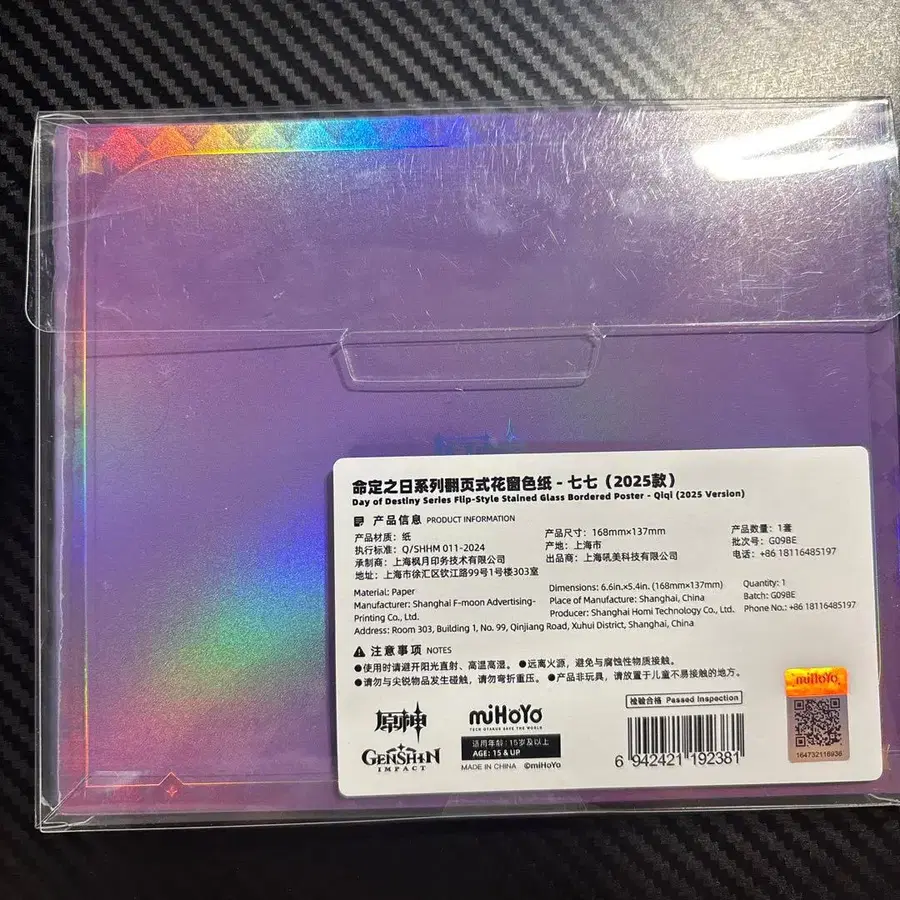 原神
命定之日系列翻页式花窗色纸 - 七七（2025款）
Day of Destiny Series Flip-Style Stained Glass Bordered Poster - Qiqi (2025 Version)
产品信息 PRODUCT INFORMATION
产品材质：纸
执行标准：Q/SHHM 011-2024
承制商：上海枫月印务技术有限公司
地址：上海市徐汇区钦江路99号1号楼303室
产品尺寸：168mm×137mm
产地：上海市
出品商：上海吼美科技有限公司
产品数量：1套
批次号：G09BE
电话：+86 18116485197
Material: Paper
Manufacturer: Shanghai F-moon Advertising-
Printing Co., Ltd.
Address: Room 303, Building 1, No. 99, Qinjiang Road, Xuhui District, Shanghai, China
Dimensions: 6.6in.×5.4in. (168mm×137mm)
Place of Manufacture: Shanghai, China
Producer: Shanghai Homi Technology Co., Ltd.
Quantity: 1
Batch: G09BE
Phone No.: +86 18116485197
注意事项 NOTES
●使用时请避开阳光直射、高温高湿。 ●远离火源，避免与腐蚀性物质接触。
●请勿与尖锐物品发生碰触，请勿弯折重压。 ●产品非玩具，请放置于儿童不易接触的地方。
原神
GENSHIN
IMPACT
miHoYo
TECH OTAKUS SAVE THE WORLD
适用年龄：15岁及以上
AGE: 15 & UP
MADE IN CHINA ©miHoYo
检验合格 Passed Inspection
6 942421 192381
miHoYo
164732116936